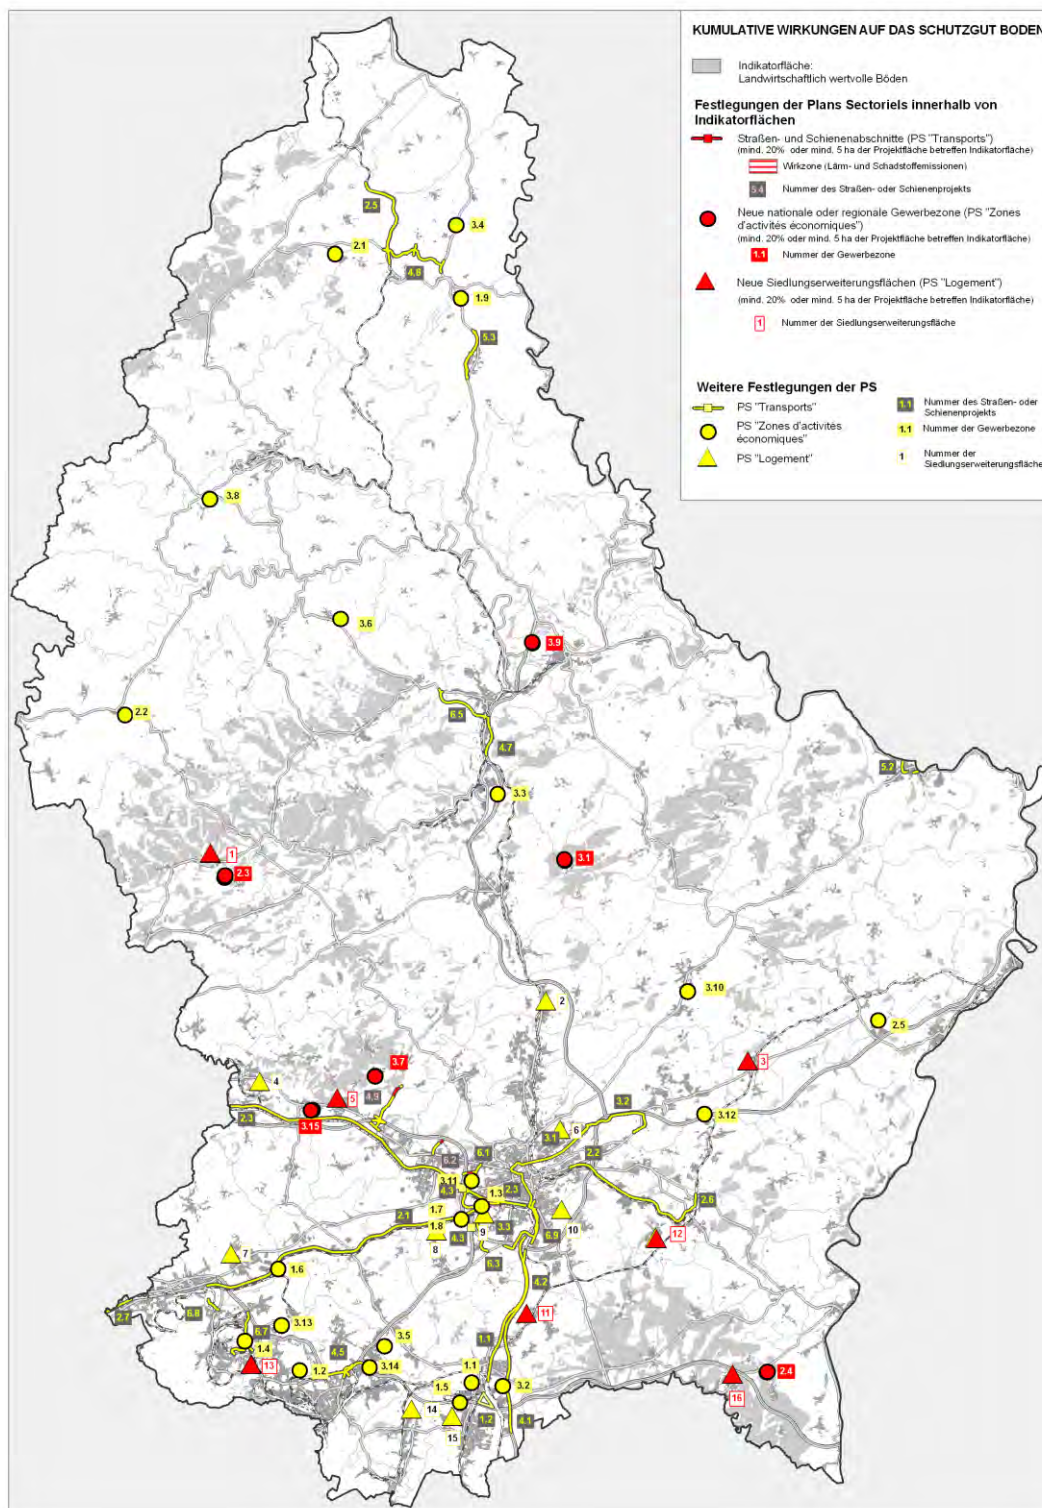 KUMULATIVE WIRKUNGEN AUF DAS SCHUTZGUT BODEN
Indikatorfläche:
Landwirtschaftlich wertvolle Böden
Festlegungen der Plans Sectoriels innerhalb von
Indikatorflächen
Straßen- und Schienenabschnitte (PS "Transports")
(mind. 20% oder mind. 5 ha der Projektfläche betreffen Indikatorfläche)
Wirkzone (Lärm- und Schadstoffemissionen)
5.4 Nummer des Straßen- oder Schienenprojekts
Neue nationale oder regionale Gewerbezone (PS "Zones
d'activités économiques")
(mind. 20% oder mind. 5 ha der Projektfläche betreffen Indikatorfläche)
1.1 Nummer der Gewerbezone
Neue Siedlungserweiterungsflächen (PS "Logement")
(mind. 20% oder mind. 5 ha der Projektfläche betreffen Indikatorfläche)
1 Nummer der Siedlungserweiterungsfläche
Weitere Festlegungen der PS
PS "Transports"
PS "Zones d'activités
économiques"
PS "Logement"
1.1 Nummer des Straßen- oder
Schienenprojekts
1.1 Nummer der Gewerbezone
1 Nummer der
Siedlungserweiterungsfläche
2.5
3.4
2.1
4.8
1.9
5.3
3.8
3.6
3.9
2.2
6.5
4.7
5.2
3.3
1
2.3
3.1
3.10
2
2.5
3.7
3
4
5
4.9
2.3
3.15
3.2
3.12
3.1
6
6.2
6.1
2.2
3.11
4.3
2.3
1.3
2.6
1.7
2.1
1.8
3.3
9
10
4.3
8
6.9
12
7
6.3
1.6
4.2
2.7
6.8
11
3.13
6.7
1.4
3.5
4.5
1.1
13
1.2
3.14
1.1
2.4
1.5
3.2
16
14
1.2
4.1
15